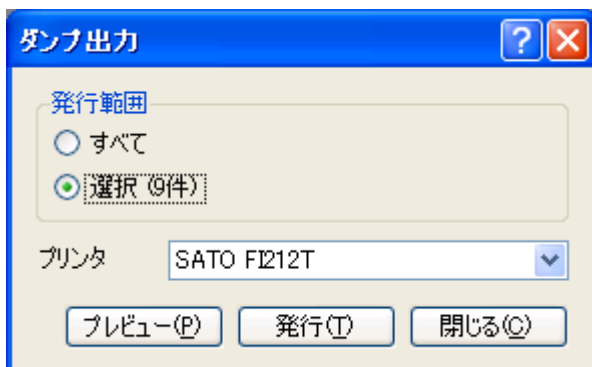 ダンプ出力
発行範囲
すべて
選択 (9件)
プリンタ SATO FI212T
プレビュー(P) 発行(T) 閉じる(C)